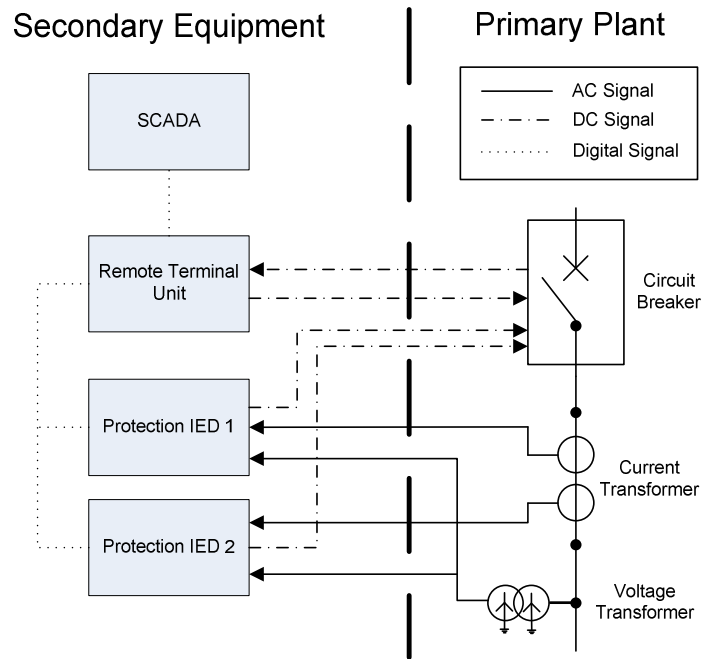 Secondary Equipment
Primary Plant
AC Signal
DC Signal
Digital Signal
SCADA
Remote Terminal
Unit
Circuit
Breaker
Protection IED 1
Current
Transformer
Protection IED 2
Voltage
Transformer